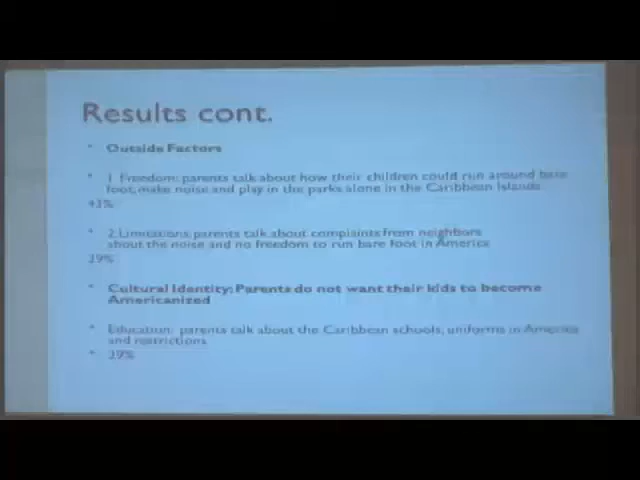 Results cont.
Outside Factors
1. Freedom: parents talk about how their children could run around bare
foot, make noise and play in the parks alone in the Caribbean Islands
2. Limitations: parents talk about complaints from neighbors
about the noise and no freedom to run bare foot in America
Cultural Identity: Parents do not want their kids to become
Americanized
Education: parents talk about the Caribbean schools, uniforms in America
and restrictions